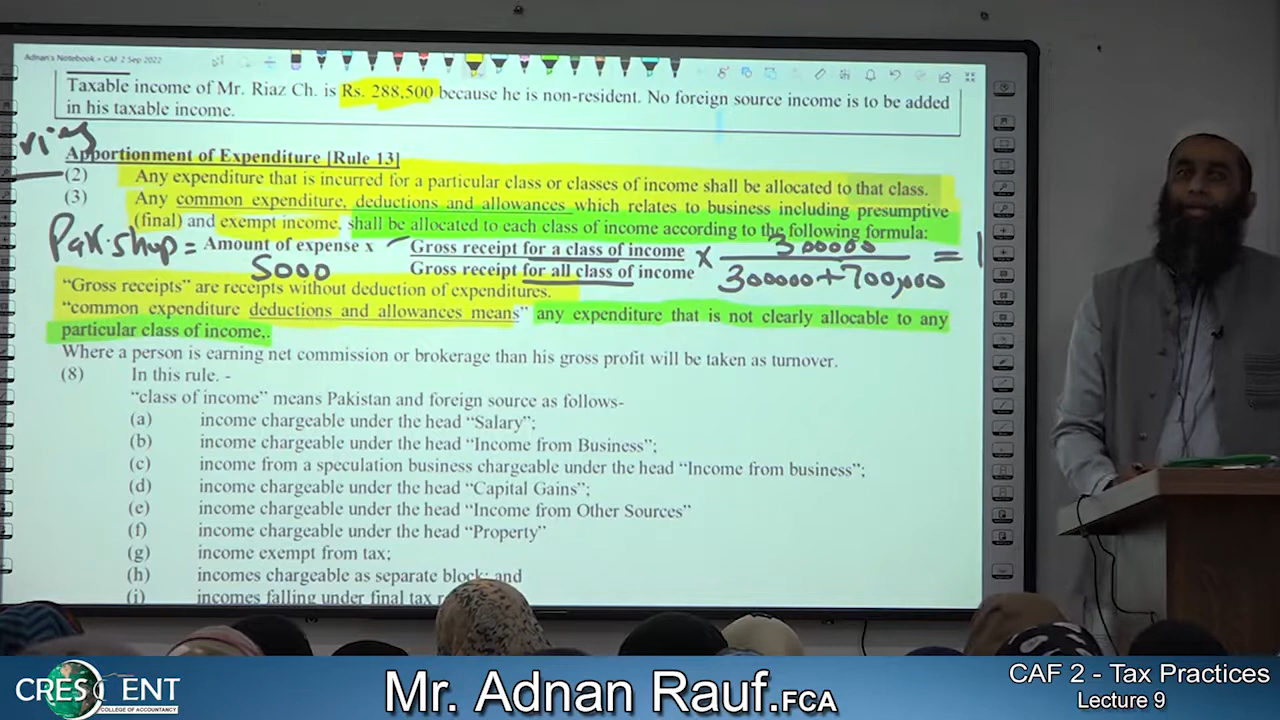 Adnan's Notebook • CAF 2 Sep 2022
Taxable income of Mr. Riaz Ch. is Rs. 288,500 because he is non-resident. No foreign source income is to be added
in his taxable income.
Apportionment of Expenditure [Rule 13]
(2) Any expenditure that is incurred for a particular class or classes of income shall be allocated to that class.
(3) Any common expenditure, deductions and allowances which relates to business including presumptive
(final) and exempt income, shall be allocated to each class of income according to the following formula:
Pak.shop = Amount of expense x Gross receipt for a class of income × 300000 = 1
5000 Gross receipt for all class of income 300000+700,000
"Gross receipts" are receipts without deduction of expenditures.
"common expenditure deductions and allowances means" any expenditure that is not clearly allocable to any
particular class of income,.
Where a person is earning net commission or brokerage than his gross profit will be taken as turnover.
(8) In this rule. -
"class of income" means Pakistan and foreign source as follows-
(a) income chargeable under the head "Salary";
(b) income chargeable under the head "Income from Business";
(c) income from a speculation business chargeable under the head "Income from business";
(d) income chargeable under the head "Capital Gains";
(e) income chargeable under the head "Income from Other Sources"
(f) income chargeable under the head "Property"
(g) income exempt from tax;
(h) incomes chargeable as separate block; and
(i) incomes falling under final tax
CRESCENT
COLLEGE OF ACCOUNTANCY
Mr. Adnan Rauf.FCA
CAF 2 - Tax Practices
Lecture 9